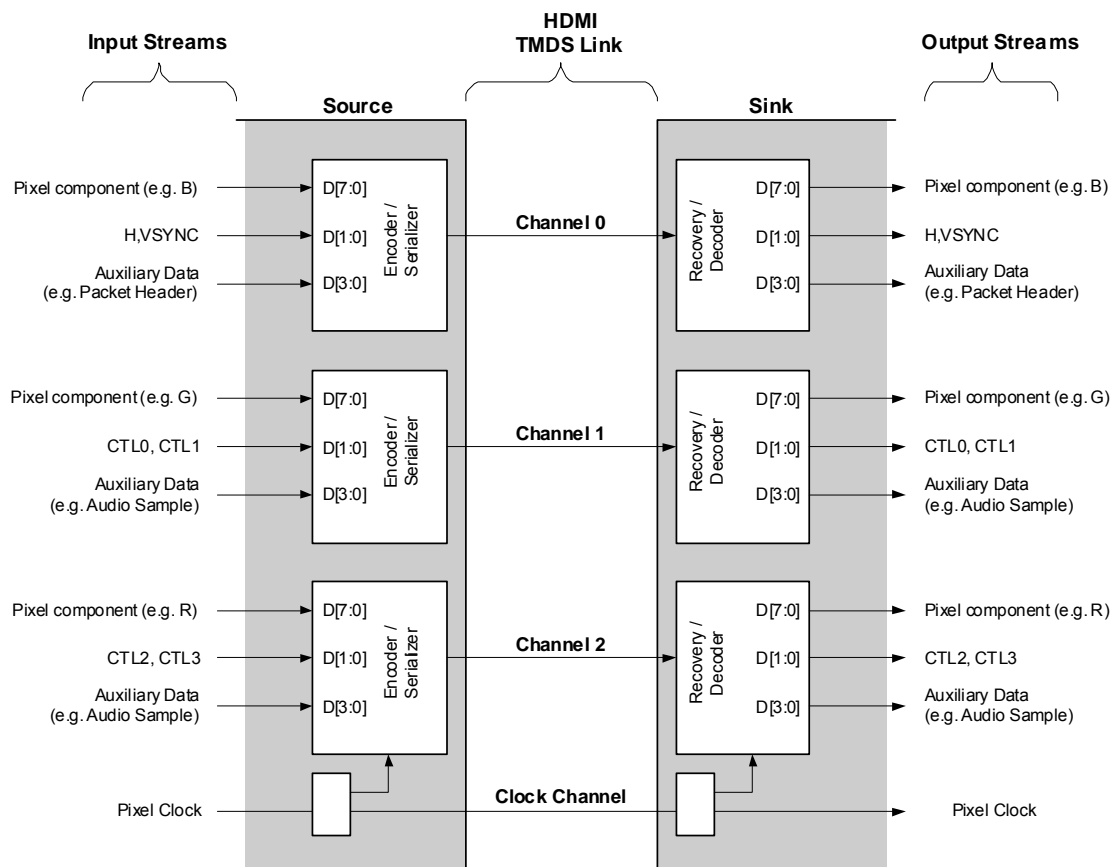 HDMI
TMDS Link
Input Streams
Output Streams
Source
Sink
Pixel component (e.g. B)
D[7:0]
H,VSYNC
D[1:0]
Auxiliary Data
(e.g. Packet Header)
D[3:0]
Encoder /
Serializer
Channel 0
Recovery /
Decoder
D[7:0]
D[1:0]
D[3:0]
Pixel component (e.g. B)
H,VSYNC
Auxiliary Data
(e.g. Packet Header)
Pixel component (e.g. G)
D[7:0]
CTL0, CTL1
D[1:0]
Auxiliary Data
(e.g. Audio Sample)
D[3:0]
Encoder /
Serializer
Channel 1
Recovery /
Decoder
D[7:0]
D[1:0]
D[3:0]
Pixel component (e.g. G)
CTL0, CTL1
Auxiliary Data
(e.g. Audio Sample)
Pixel component (e.g. R)
D[7:0]
CTL2, CTL3
D[1:0]
Auxiliary Data
(e.g. Audio Sample)
D[3:0]
Encoder /
Serializer
Channel 2
Recovery /
Decoder
D[7:0]
D[1:0]
D[3:0]
Pixel component (e.g. R)
CTL2, CTL3
Auxiliary Data
(e.g. Audio Sample)
Pixel Clock
Clock Channel
Pixel Clock